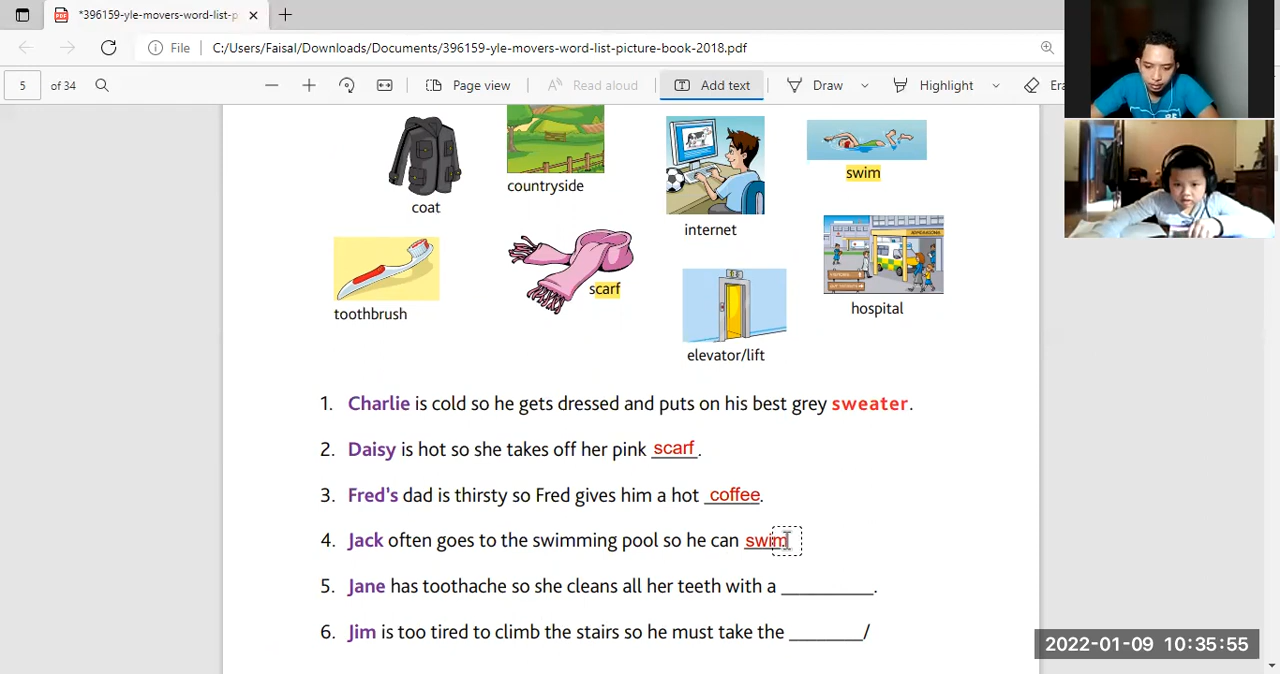 *396159-yle-movers-word-list-p
File C:/Users/Faisal/Downloads/Documents/396159-yle-movers-word-list-picture-book-2018.pdf
5 of 34 Page view Read aloud Add text Draw Highlight Era
coat
countryside
internet
swim
toothbrush
scarf
elevator/lift
hospital
1. Charlie is cold so he gets dressed and puts on his best grey sweater.
2. Daisy is hot so she takes off her pink scarf.
3. Fred's dad is thirsty so Fred gives him a hot coffee.
4. Jack often goes to the swimming pool so he can swim
5. Jane has toothache so she cleans all her teeth with a __________.
6. Jim is too tired to climb the stairs so he must take the ________/
2022-01-09 10:35:55